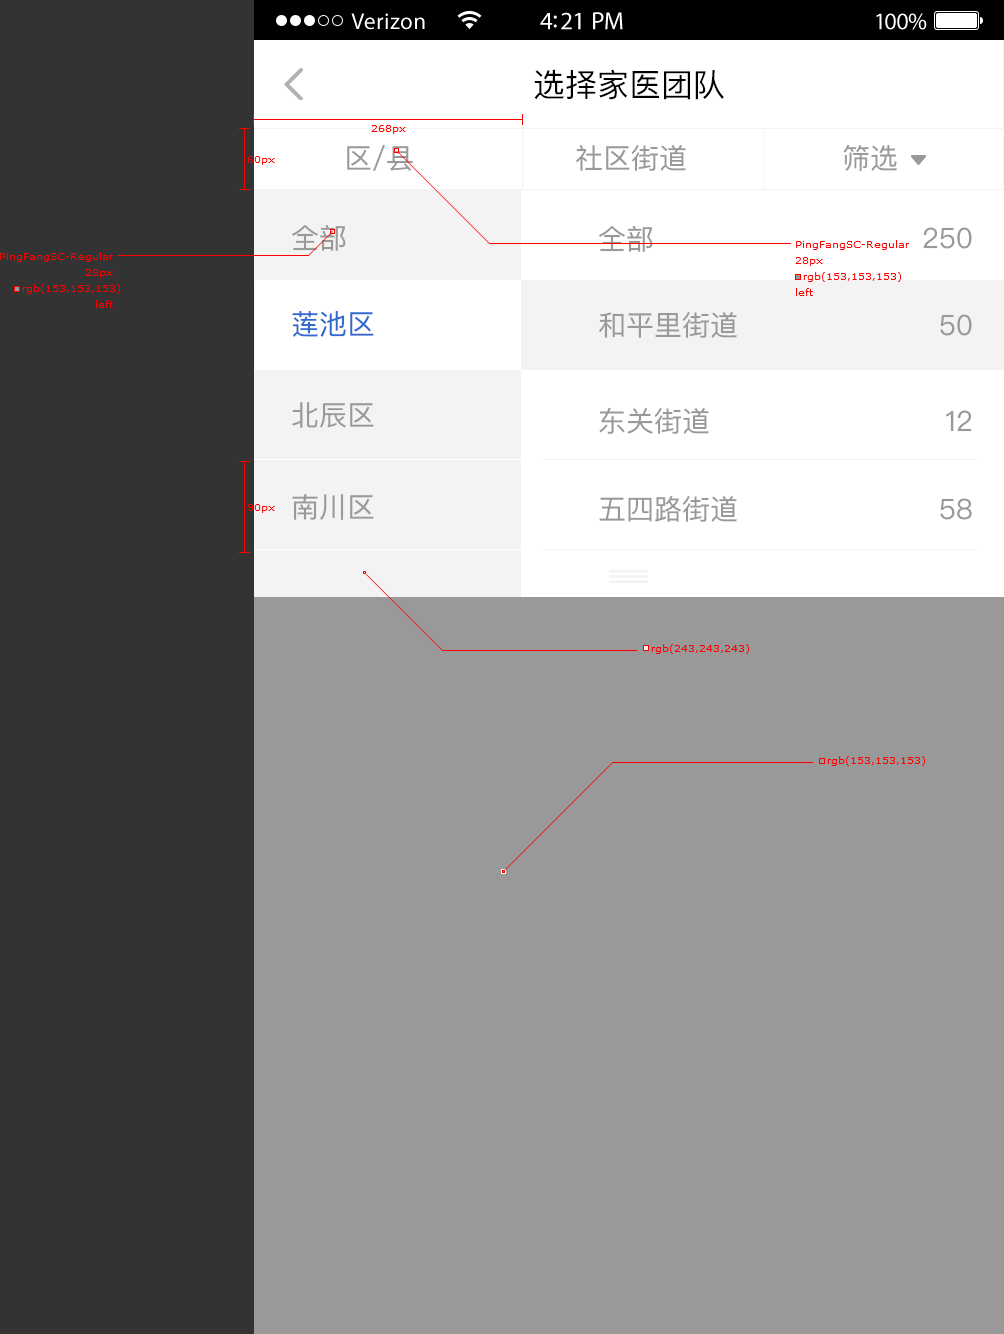 Verizon 4:21 PM 100%
选择家医团队
268px
60px
区/县 社区街道 筛选
全部 全部 250
PingFangSC-Regular
28px
rgb(153,153,153)
left
PingFangSC-Regular
28px
rgb(153,153,153)
left
莲池区 和平里街道 50
北辰区 东关街道 12
90px
南川区 五四路街道 58
rgb(243,243,243)
rgb(153,153,153)